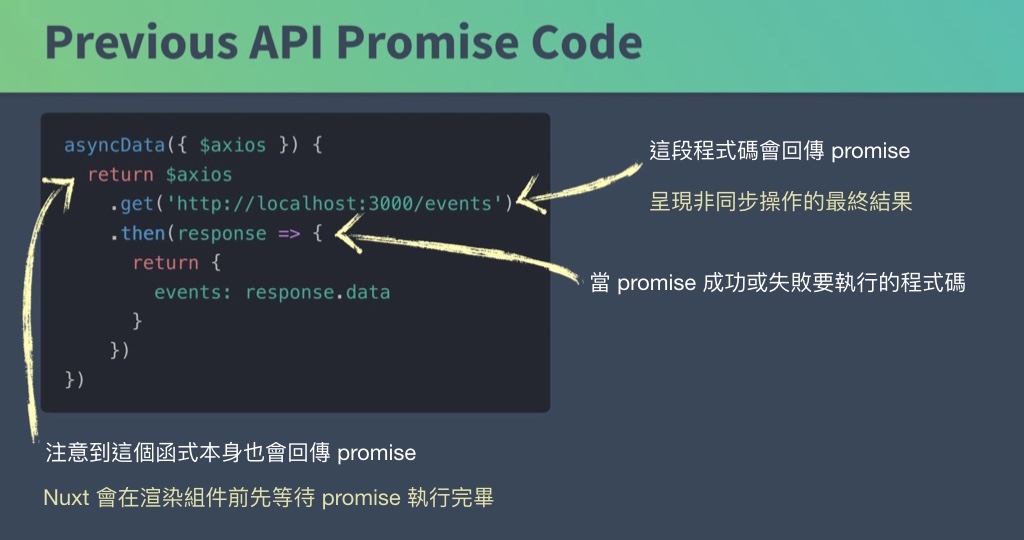 Previous API Promise Code
asyncData({ $axios }) {
return $axios
.get('http://localhost:3000/events')
.then(response => {
return {
events: response.data
}
})
})
這段程式碼會回傳 promise
呈現非同步操作的最終結果
當 promise 成功或失敗要執行的程式碼
注意到這個函式本身也會回傳 promise
Nuxt 會在渲染組件前先等待 promise 執行完畢